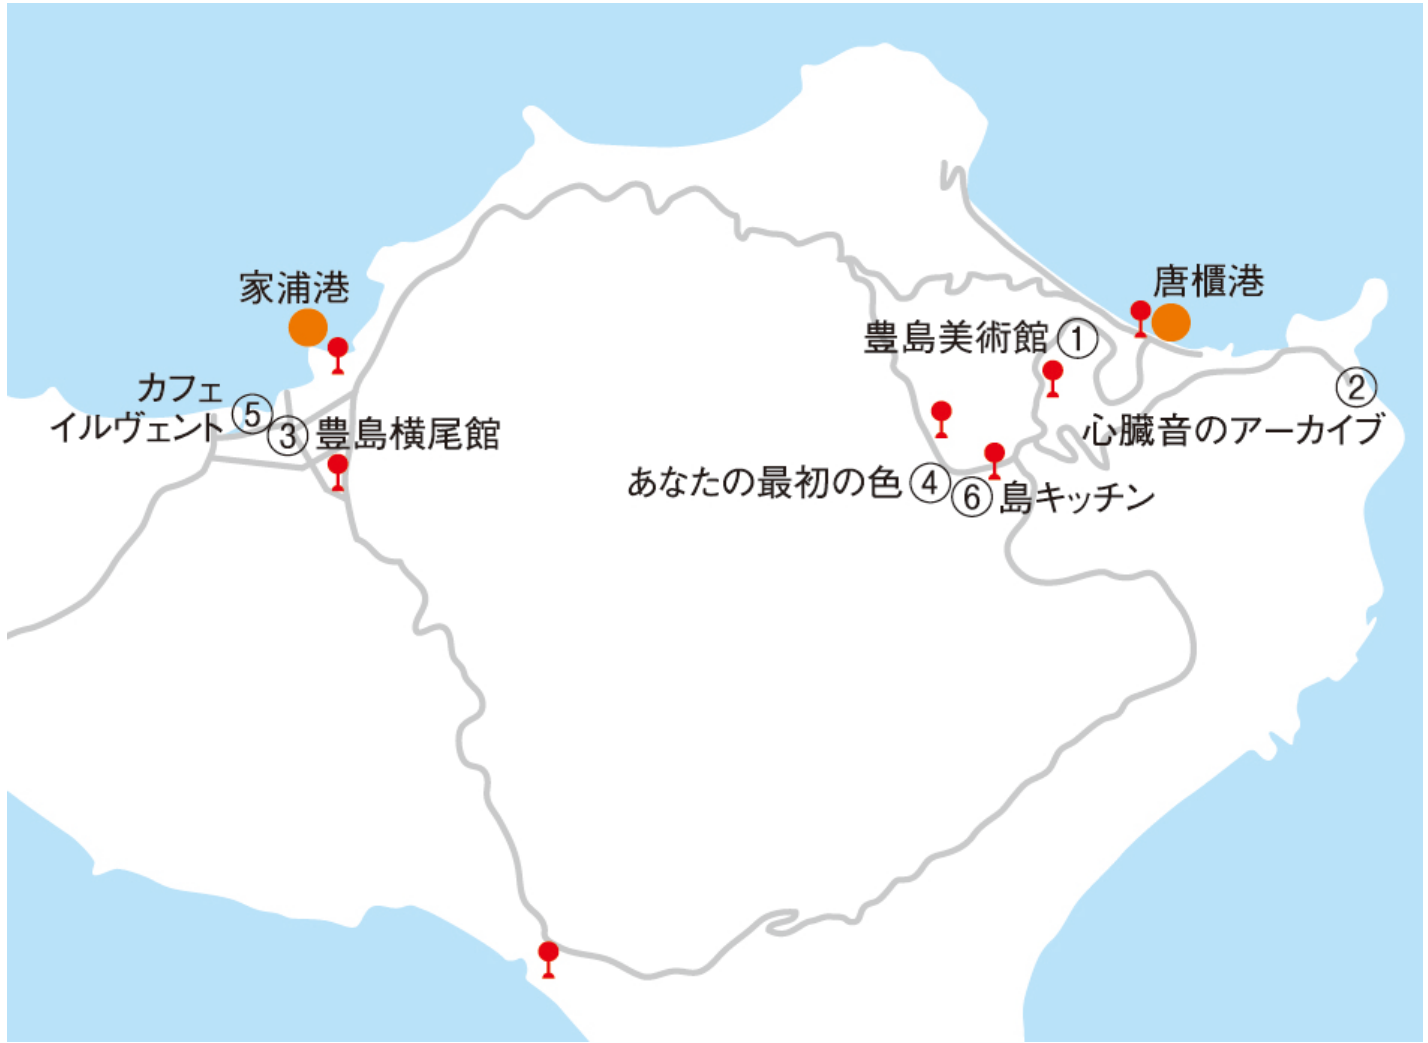 家浦港
唐櫃港
豊島美術館①
カフェ
イルヴェント⑤
③豊島横尾館
②
心臓音のアーカイブ
あなたの最初の色④
⑥島キッチン